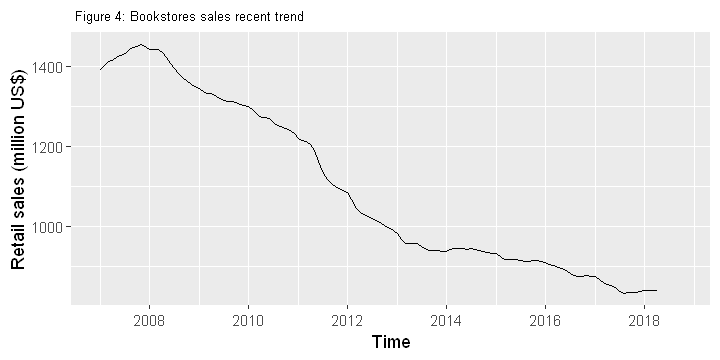 Figure 4: Bookstores sales recent trend
Retail sales (million US$)
1400
1200
1000
2008 2010 2012 2014 2016 2018
Time